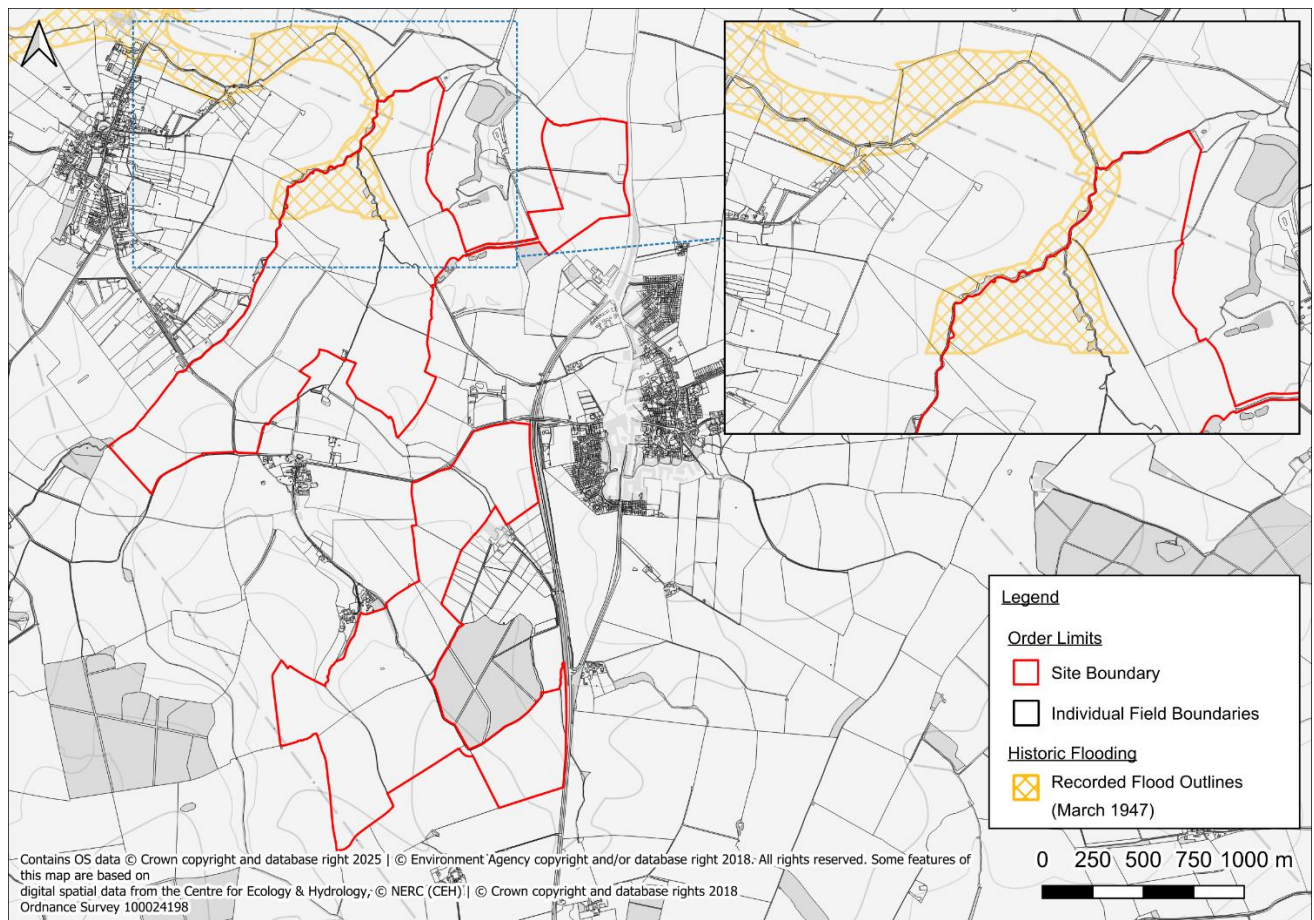 Legend
Order Limits
Site Boundary
Individual Field Boundaries
Historic Flooding
Recorded Flood Outlines
(March 1947)
0 250 500 750 1000 m
Contains OS data © Crown copyright and database right 2025 | © Environment Agency copyright and/or database right 2018. All rights reserved. Some features of
this map are based on
digital spatial data from the Centre for Ecology & Hydrology, © NERC (CEH) | © Crown copyright and database rights 2018
Ordnance Survey 100024198